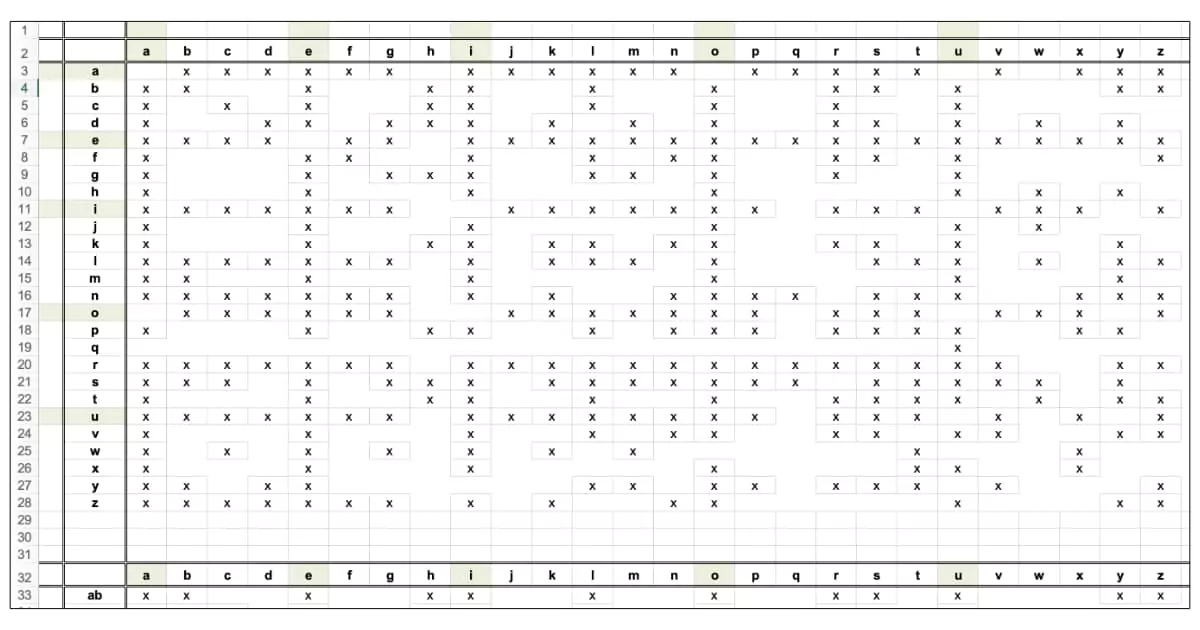 1
2 a b c d e f g h i j k l m n o p q r s t u v w x y z
3 a x x x x x x x x x x x x x x x x x x x x x
4 b x x x x x x x x x x x x
5 c x x x x x x x x x
6 d x x x x x x x x x x x x x x
7 e x x x x x x x x x x x x x x x x x x x x x x x x
8 f x x x x x x x x x x x
9 g x x x x x x x x x x
10 h x x x x x x x
11 i x x x x x x x x x x x x x x x x x x x x x
12 j x x x x x x
13 k x x x x x x x x x x x x
14 l x x x x x x x x x x x x x x x x x x
15 m x x x x x x x
16 n x x x x x x x x x x x x x x x x x x x
17 o x x x x x x x x x x x x x x x x x x x x
18 p x x x x x x x x x x x x x x
19 q x
20 r x x x x x x x x x x x x x x x x x x x x x x x
21 s x x x x x x x x x x x x x x x x x x x x
22 t x x x x x x x x x x x x x
23 u x x x x x x x x x x x x x x x x x x x x x
24 v x x x x x x x x x x x x
25 w x x x x x x x x x
26 x x x x x x x x
27 y x x x x x x x x x x x x x
28 z x x x x x x x x x x x x x x
29
30
31
32 a b c d e f g h i j k l m n o p q r s t u v w x y z
33 ab x x x x x x x x x x x x